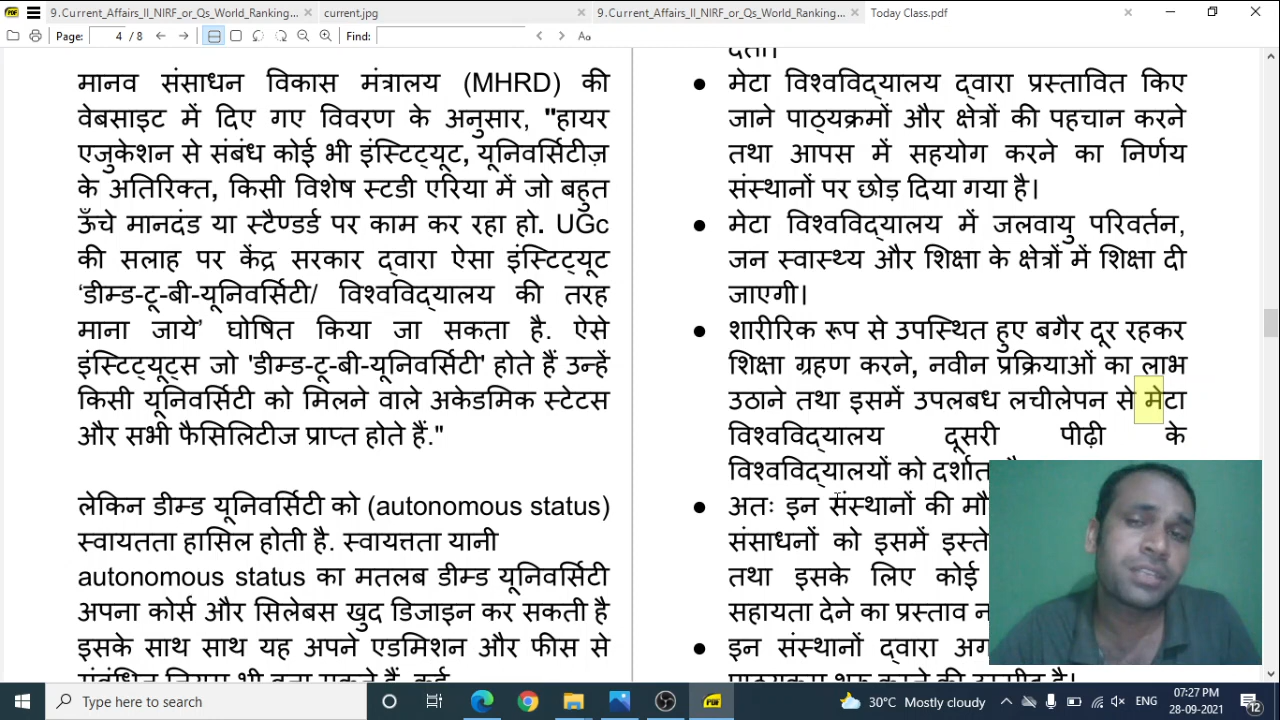 9.Current_Affairs_II_NIRF_or_Qs_World_Ranking...
current.jpg
9.Current_Affairs_II_NIRF_or_Qs_World_Ranking...
Today Class.pdf
Page: 4 / 8
Find:
Aa
मानव संसाधन विकास मंत्रालय (MHRD) की
वेबसाइट में दिए गए विवरण के अनुसार, "हायर
एजुकेशन से संबंध कोई भी इंस्टिट्यूट, यूनिवर्सिटीज़
के अतिरिक्त, किसी विशेष स्टडी एरिया में जो बहुत
ऊँचे मानदंड या स्टैण्डर्ड पर काम कर रहा हो. UGc
की सलाह पर केंद्र सरकार द्वारा ऐसा इंस्टिट्यूट
‘डीम्ड-टू-बी-यूनिवर्सिटी/ विश्वविद्यालय की तरह
माना जाये’ घोषित किया जा सकता है. ऐसे
इंस्टिट्यूट्स जो 'डीम्ड-टू-बी-यूनिवर्सिटी' होते हैं उन्हें
किसी यूनिवर्सिटी को मिलने वाले अकेडमिक स्टेटस
और सभी फैसिलिटीज प्राप्त होते हैं."
लेकिन डीम्ड यूनिवर्सिटी को (autonomous status)
स्वायतता हासिल होती है. स्वायत्तता यानी
autonomous status का मतलब डीम्ड यूनिवर्सिटी
अपना कोर्स और सिलेबस खुद डिजाइन कर सकती है
इसके साथ साथ यह अपने एडमिशन और फीस से
देता।
● मेटा विश्वविद्यालय द्वारा प्रस्तावित किए
जाने पाठ्यक्रमों और क्षेत्रों की पहचान करने
तथा आपस में सहयोग करने का निर्णय
संस्थानों पर छोड़ दिया गया है।
● मेटा विश्वविद्यालय में जलवायु परिवर्तन,
जन स्वास्थ्य और शिक्षा के क्षेत्रों में शिक्षा दी
जाएगी।
● शारीरिक रूप से उपस्थित हुए बगैर दूर रहकर
शिक्षा ग्रहण करने, नवीन प्रक्रियाओं का लाभ
उठाने तथा इसमें उपलबध लचीलेपन से मेटा
विश्वविद्यालय दूसरी पीढ़ी के
विश्वविद्यालयों को
● अतः इन संस्थानों की
संसाधनों को इसमें
तथा इसके लिए कोई
सहायता देने का प्रस्ताव
● इन संस्थानों द्वारा
Type here to search
30°C Mostly cloudy
ENG
07:27 PM
28-09-2021
12